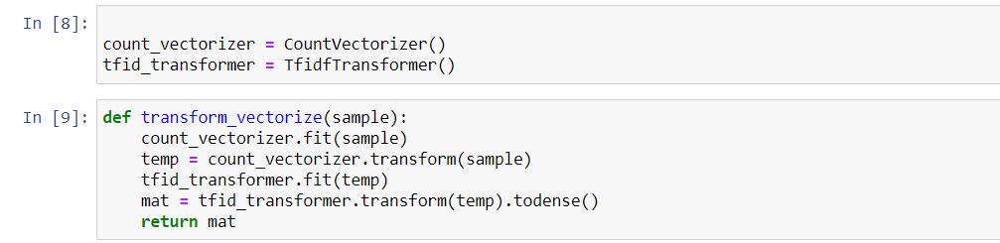 In [8]:
count_vectorizer = CountVectorizer()
tfid_transformer = TfidfTransformer()
In [9]: def transform_vectorize(sample):
    count_vectorizer.fit(sample)
    temp = count_vectorizer.transform(sample)
    tfid_transformer.fit(temp)
    mat = tfid_transformer.transform(temp).todense()
    return mat